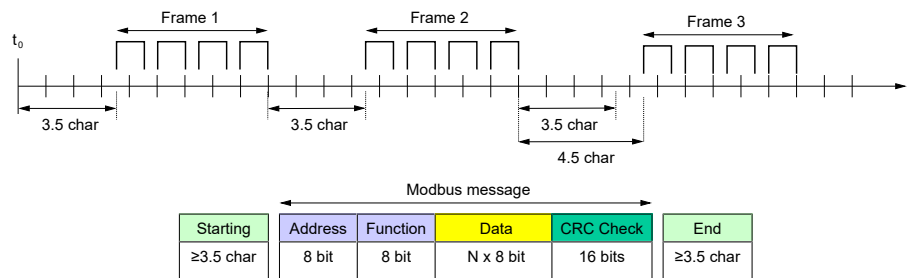 Frame 1 Frame 2 Frame 3
t0
3.5 char 3.5 char 3.5 char
4.5 char
Modbus message
Starting Address Function Data CRC Check End
≥3.5 char 8 bit 8 bit N x 8 bit 16 bits ≥3.5 char